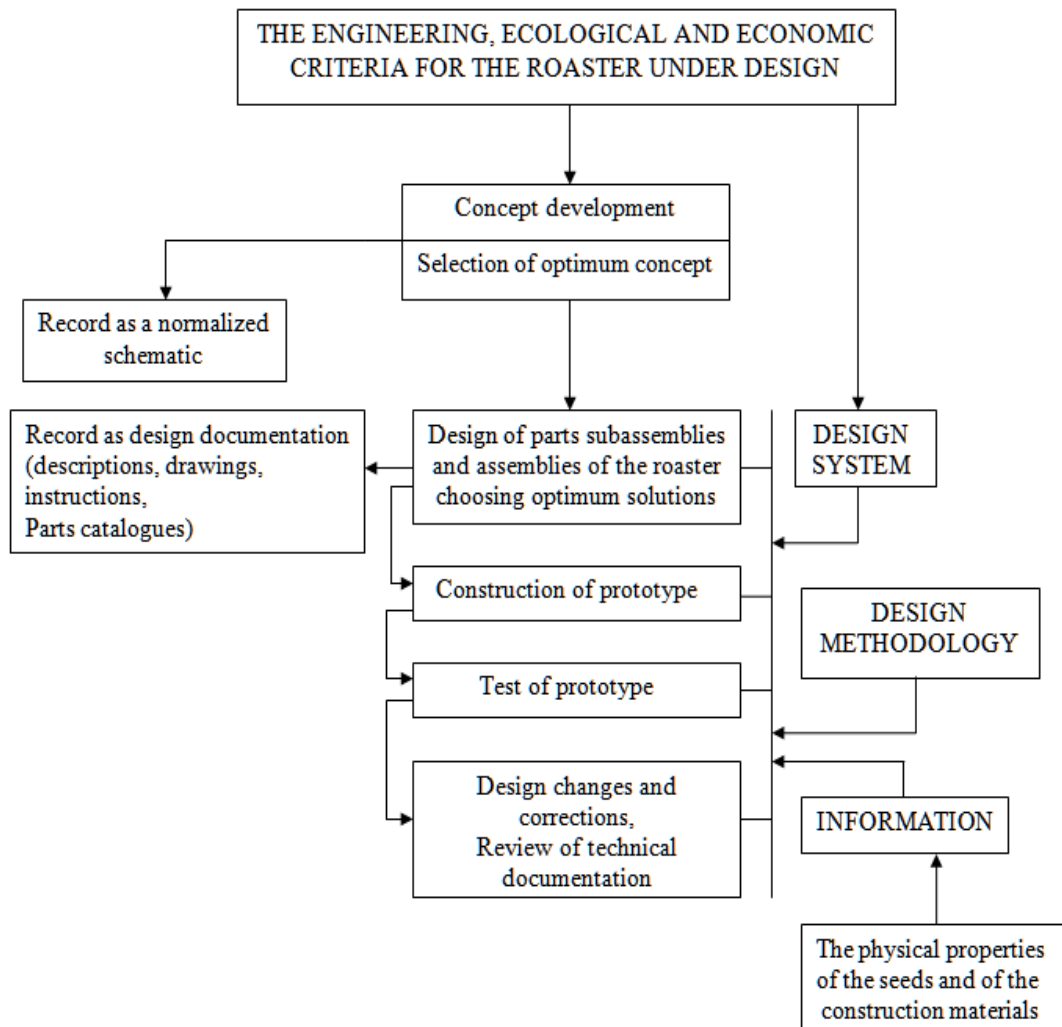 THE ENGINEERING, ECOLOGICAL AND ECONOMIC
CRITERIA FOR THE ROASTER UNDER DESIGN
Concept development
Selection of optimum concept
Record as a normalized
schematic
Record as design documentation
(descriptions, drawings,
instructions,
Parts catalogues)
Design of parts subassemblies
and assemblies of the roaster
choosing optimum solutions
DESIGN
SYSTEM
Construction of prototype
DESIGN
METHODOLOGY
Test of prototype
Design changes and
corrections,
Review of technical
documentation
INFORMATION
The physical properties
of the seeds and of the
construction materials